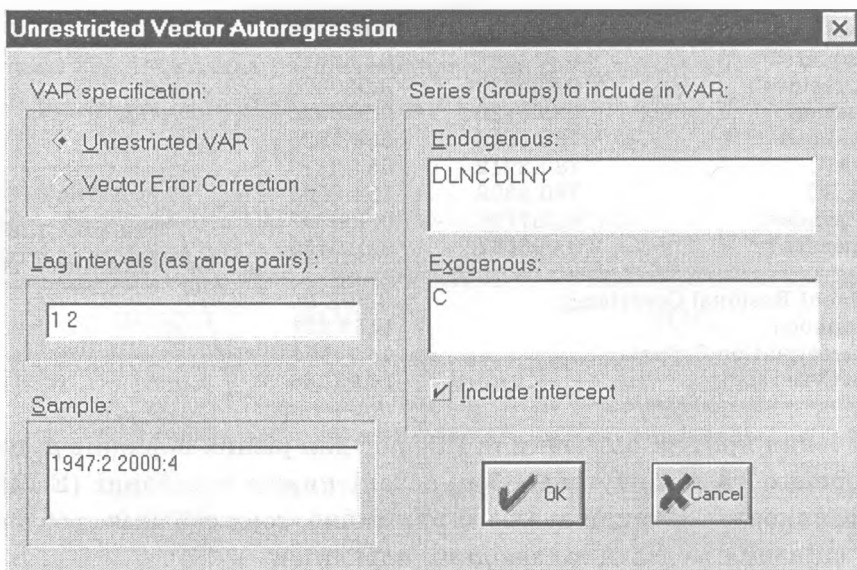 Unrestricted Vector Autoregression
VAR specification:
Unrestricted VAR
Vector Error Correction
Lag intervals (as range pairs) :
1 2
Sample:
1947:2 2000:4
Series (Groups) to include in VAR:
Endogenous:
DLNC DLNY
Exogenous:
C
Include intercept
OK
Cancel